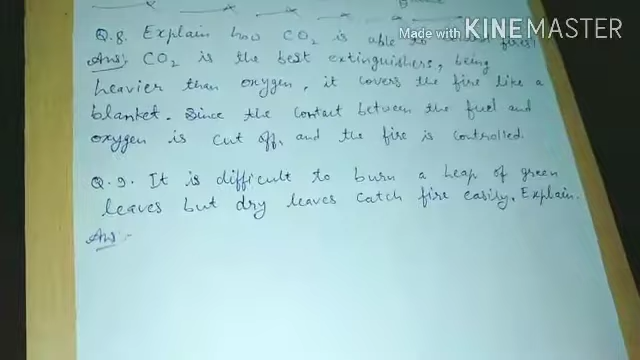 Made with KINEMASTER
Q.8. Explain how CO2 is able to control fires?
Ans:- CO2 is the best extinguishers, being
heavier than oxygen, it covers the fire like a
blanket. Since the contact between the fuel and
oxygen is cut off, and the fire is controlled.
Q.9. It is difficult to burn a heap of green
leaves but dry leaves catch fire easily. Explain.
Ans:-